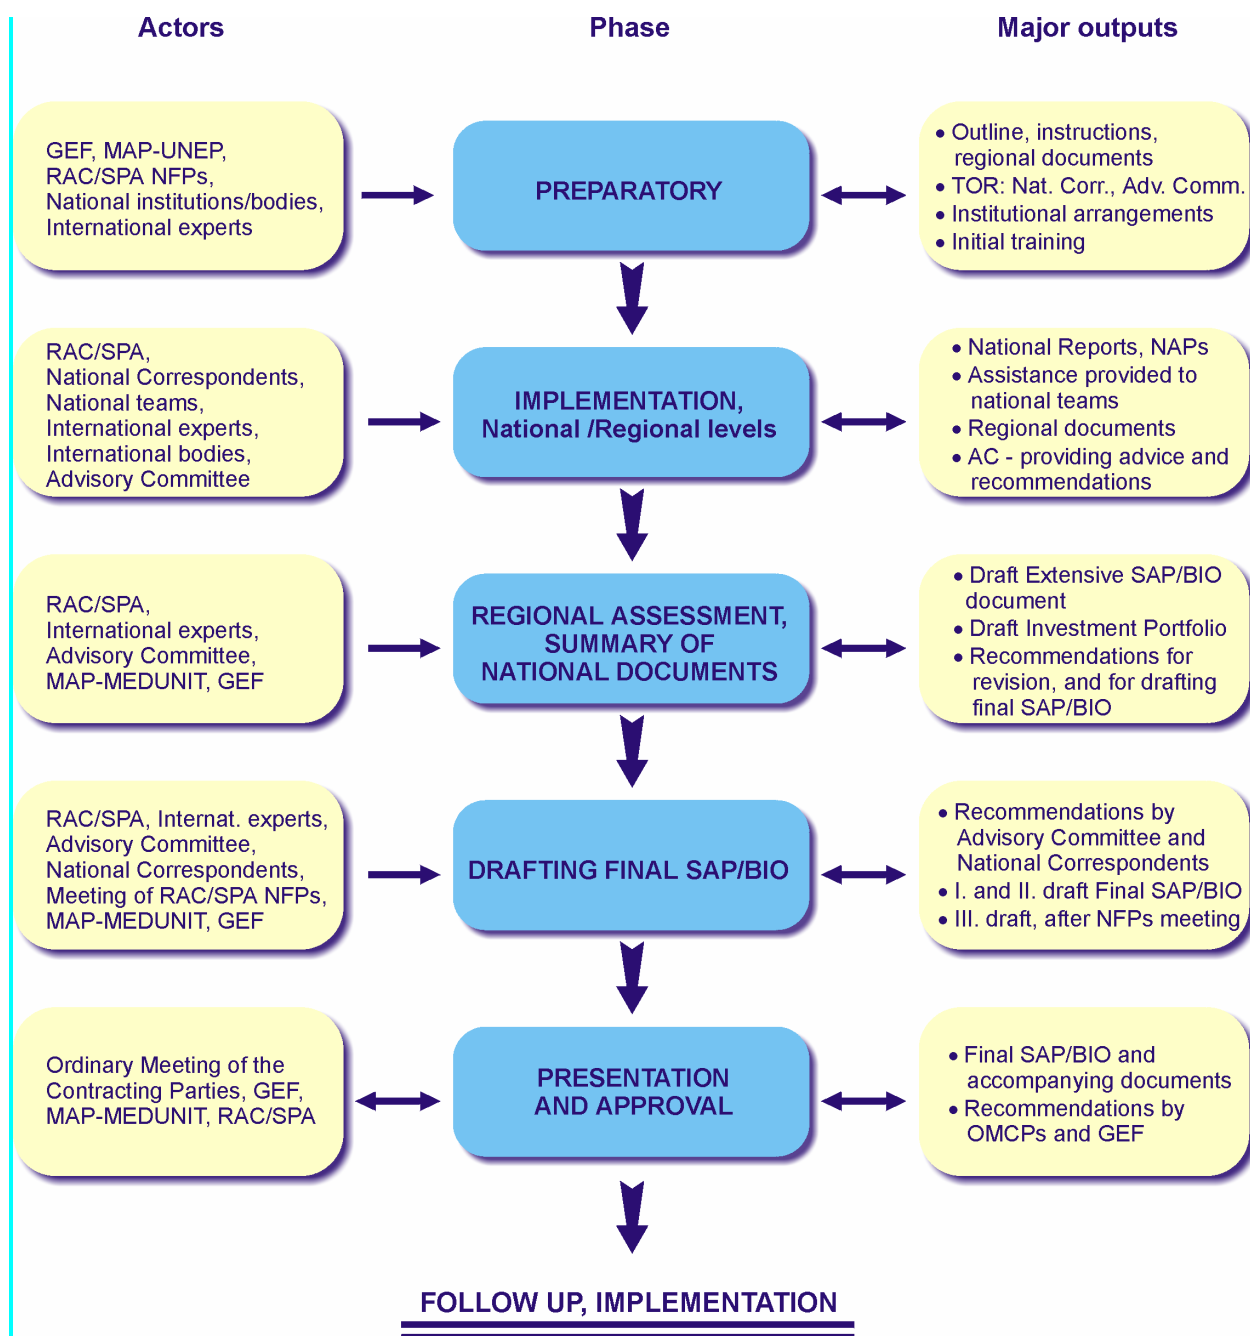 Actors
Phase
Major outputs
GEF, MAP-UNEP,
RAC/SPA NFPs,
National institutions/bodies,
International experts
PREPARATORY
• Outline, instructions,
regional documents
• TOR: Nat. Corr., Adv. Comm.
• Institutional arrangements
• Initial training
RAC/SPA,
National Correspondents,
National teams,
International experts,
International bodies,
Advisory Committee
IMPLEMENTATION,
National /Regional levels
• National Reports, NAPs
• Assistance provided to
national teams
• Regional documents
• AC - providing advice and
recommendations
RAC/SPA,
International experts,
Advisory Committee,
MAP-MEDUNIT, GEF
REGIONAL ASSESSMENT,
SUMMARY OF
NATIONAL DOCUMENTS
• Draft Extensive SAP/BIO
document
• Draft Investment Portfolio
• Recommendations for
revision, and for drafting
final SAP/BIO
RAC/SPA, Internat. experts,
Advisory Committee,
National Correspondents,
Meeting of RAC/SPA NFPs,
MAP-MEDUNIT, GEF
DRAFTING FINAL SAP/BIO
• Recommendations by
Advisory Committee and
National Correspondents
• I. and II. draft Final SAP/BIO
• III. draft, after NFPs meeting
Ordinary Meeting of the
Contracting Parties, GEF,
MAP-MEDUNIT, RAC/SPA
PRESENTATION
AND APPROVAL
• Final SAP/BIO and
accompanying documents
• Recommendations by
OMCPs and GEF
FOLLOW UP, IMPLEMENTATION